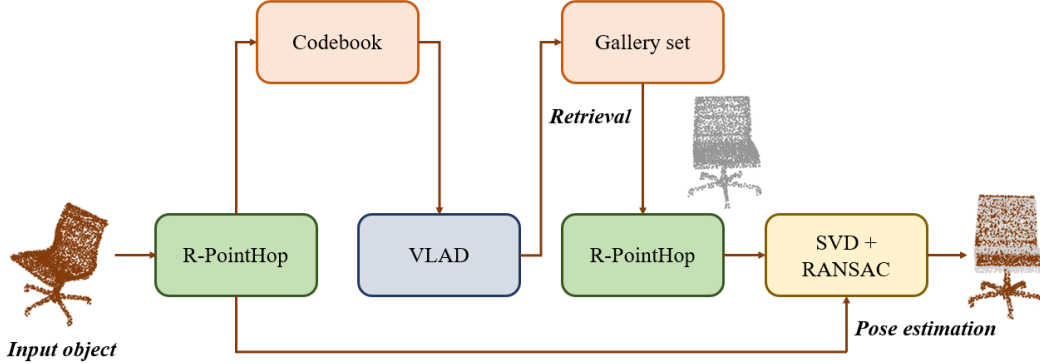 Codebook
Gallery set
Retrieval
R-PointHop
VLAD
R-PointHop
SVD +
RANSAC
Input object
Pose estimation